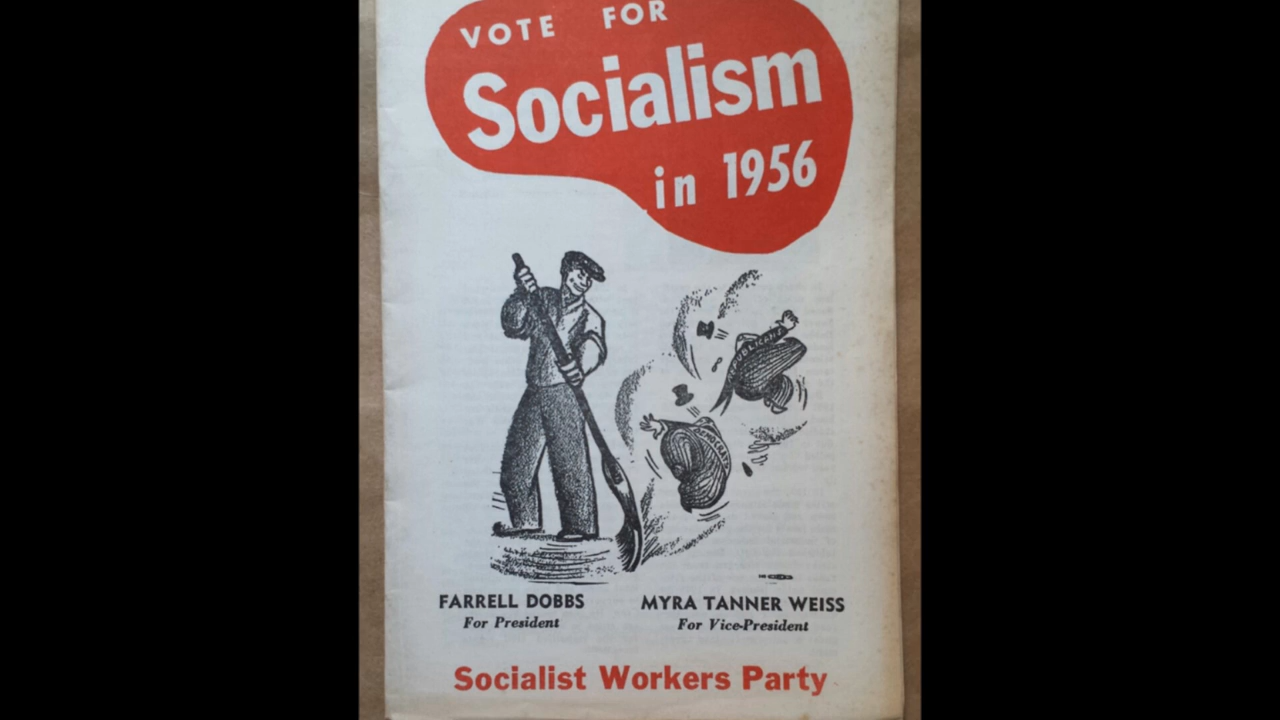 VOTE FOR
Socialism
in 1956
FARRELL DOBBS
For President
MYRA TANNER WEISS
For Vice-President
Socialist Workers Party